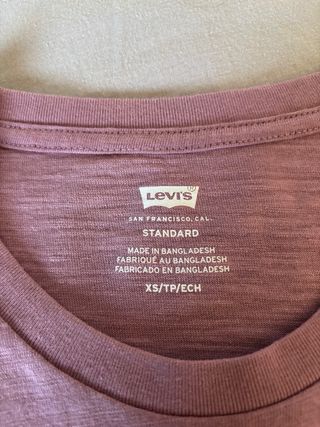 Levi's®
SAN FRANCISCO, CAL.
STANDARD
MADE IN BANGLADESH
FABRIQUÉ AU BANGLADESH
FABRICADO EN BANGLADESH
XS/TP/ECH